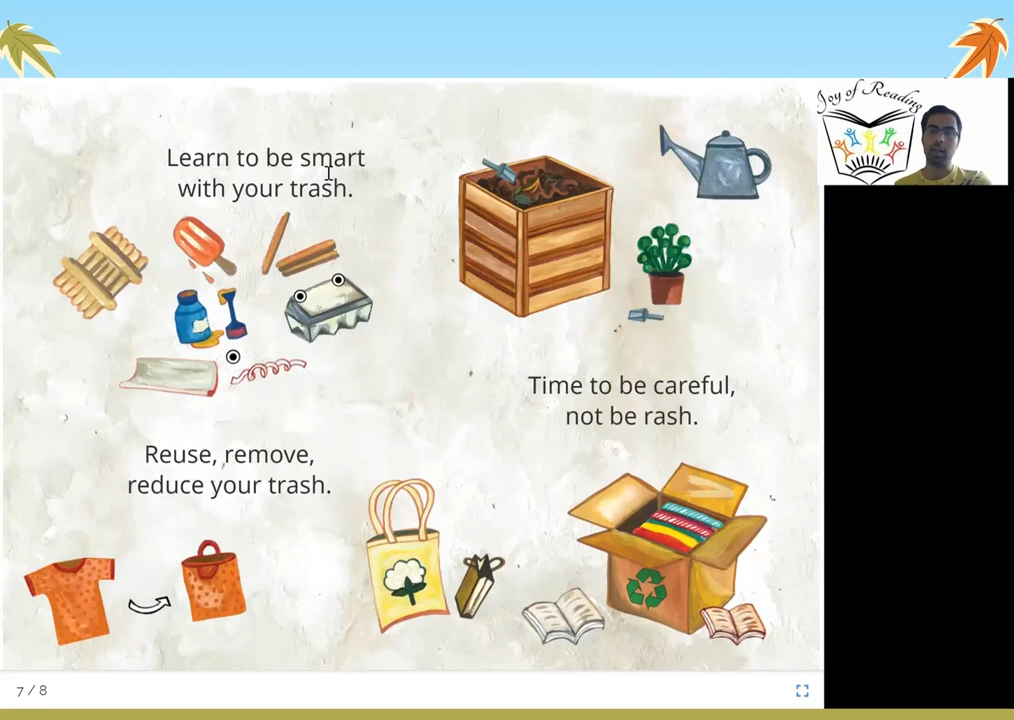 Joy of Reading
Learn to be smart
with your trash.
Time to be careful,
not be rash.
Reuse, remove,
reduce your trash.
7 / 8